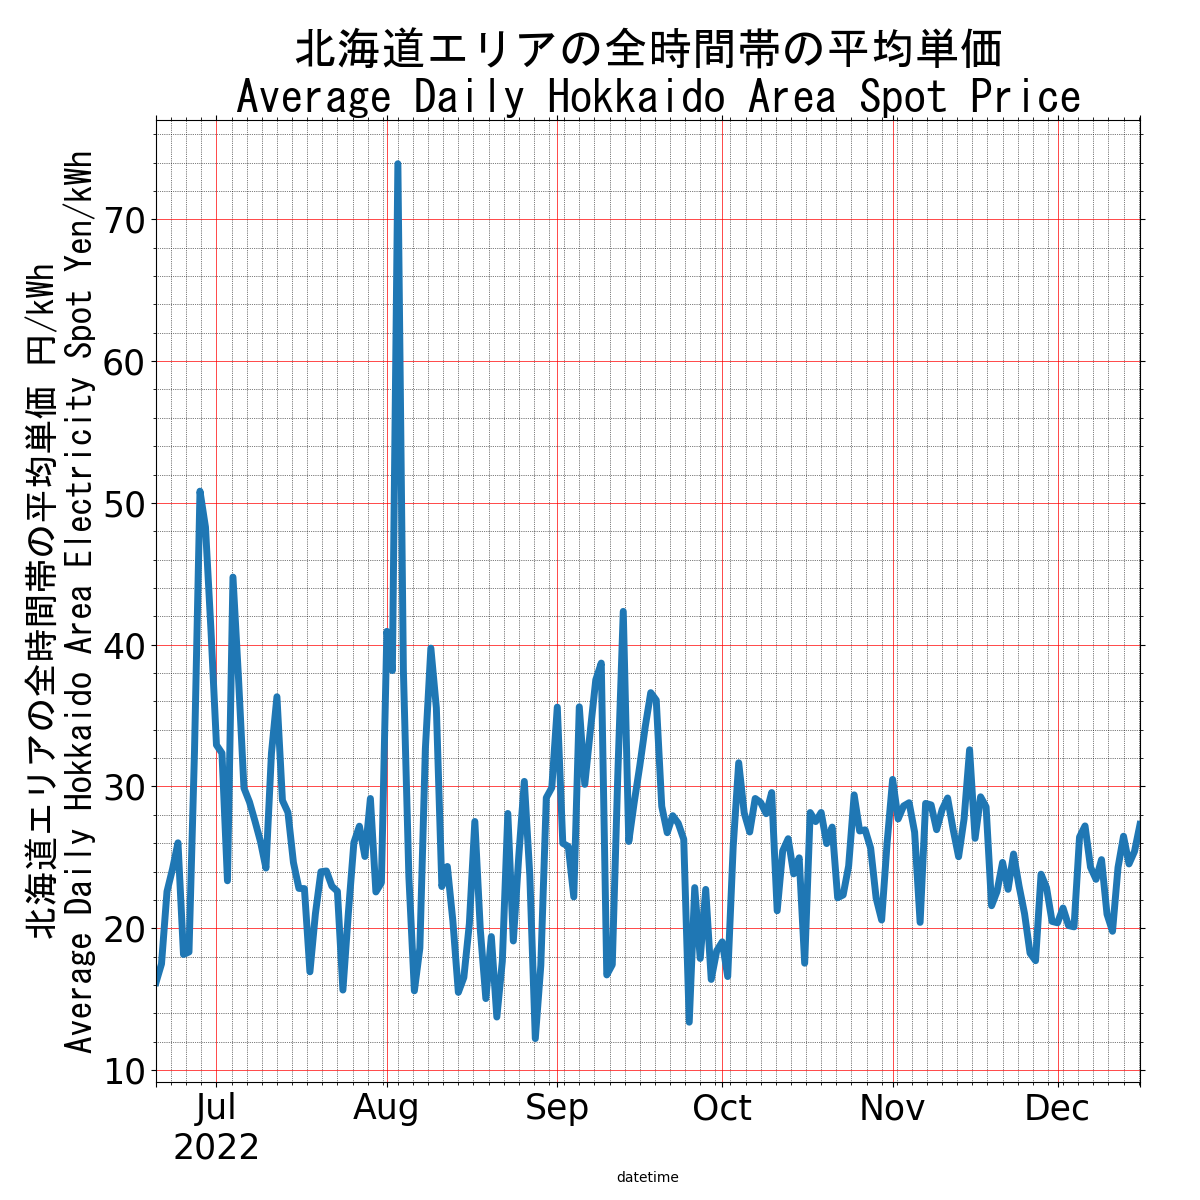 北海道エリアの全時間帯の平均単価
Average Daily Hokkaido Area Spot Price
北海道エリアの全時間帯の平均単価 円/kWh
Average Daily Hokkaido Area Electricity Spot Yen/kWh
70
60
50
40
30
20
10
Jul
2022
Aug
Sep
Oct
Nov
Dec
datetime